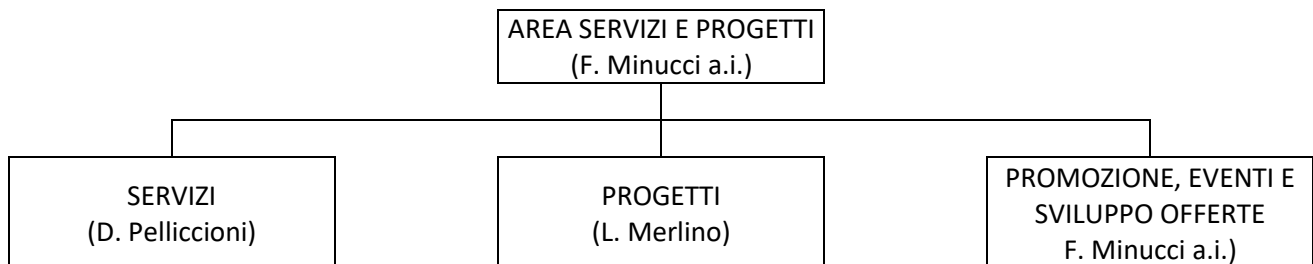 AREA SERVIZI E PROGETTI
(F. Minucci a.i.)
SERVIZI
(D. Pelliccioni)
PROGETTI
(L. Merlino)
PROMOZIONE, EVENTI E
SVILUPPO OFFERTE
F. Minucci a.i.)